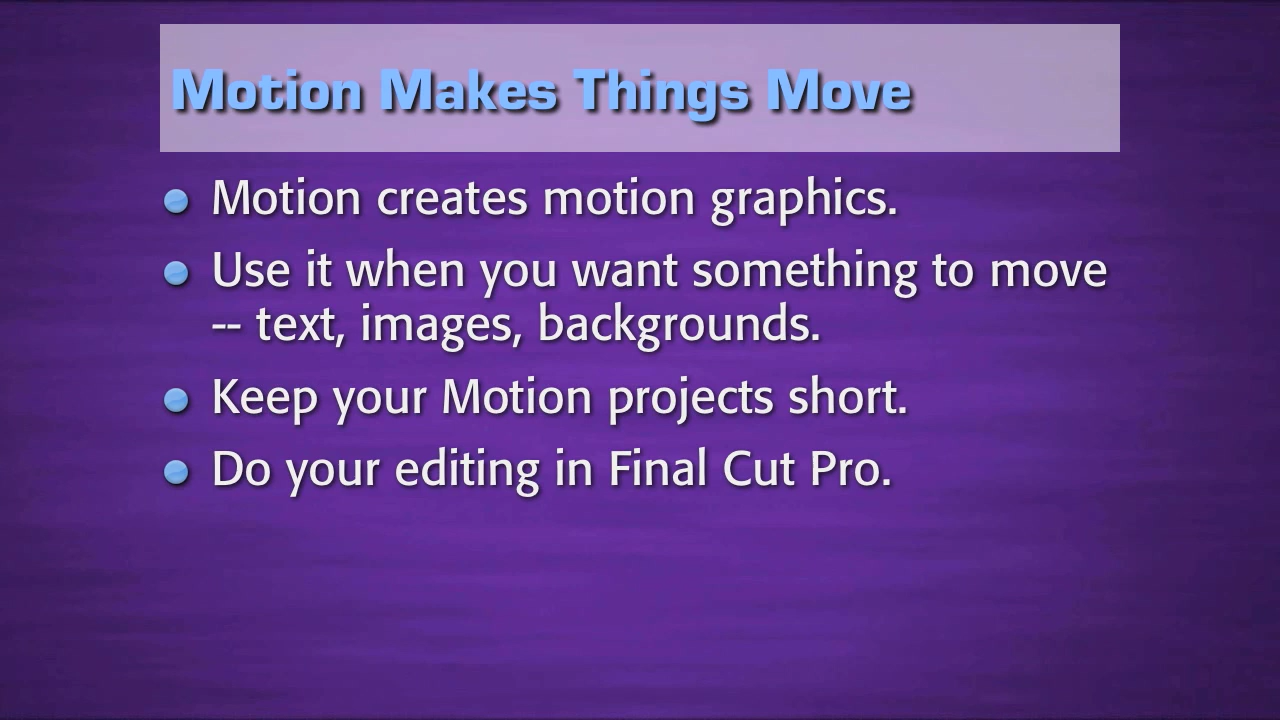 Motion Makes Things Move
Motion creates motion graphics.
Use it when you want something to move
-- text, images, backgrounds.
Keep your Motion projects short.
Do your editing in Final Cut Pro.